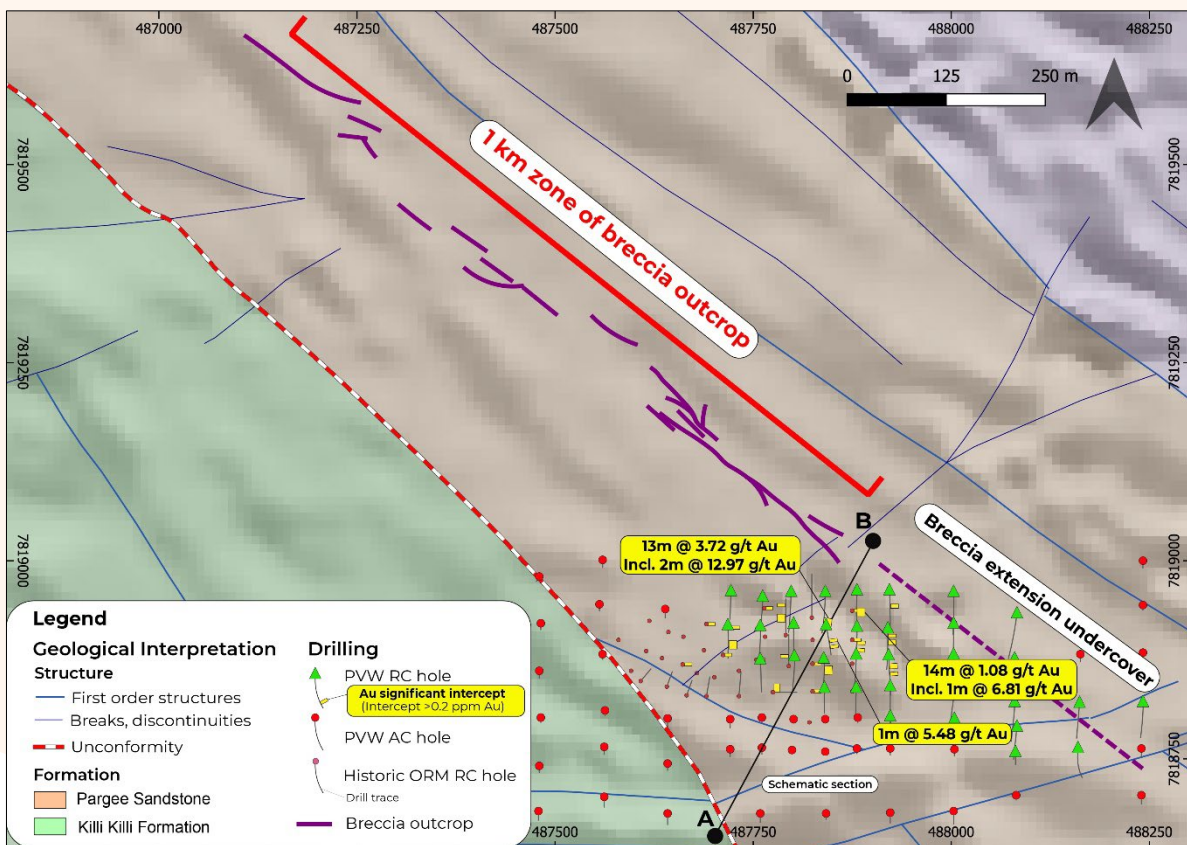 487000
487250
487500
487750
488000
488250
0
125
250 m
7819500
7819500
1 km zone of breccia outcrop
7819250
7819250
B
Breccia extension undercover
13m @ 3.72 g/t Au
Incl. 2m @ 12.97 g/t Au
7819000
7819000
14m @ 1.08 g/t Au
Incl. 1m @ 6.81 g/t Au
1m @ 5.48 g/t Au
7818750
Schematic section
A
Legend
Geological Interpretation
Structure
First order structures
Breaks, discontinuities
Unconformity
Formation
Pargee Sandstone
Killi Killi Formation
Drilling
PVW RC hole
Au significant intercept
(Intercept >0.2 ppm Au)
PVW AC hole
Historic ORM RC hole
Drill trace
Breccia outcrop
487500
487750
488000
488250